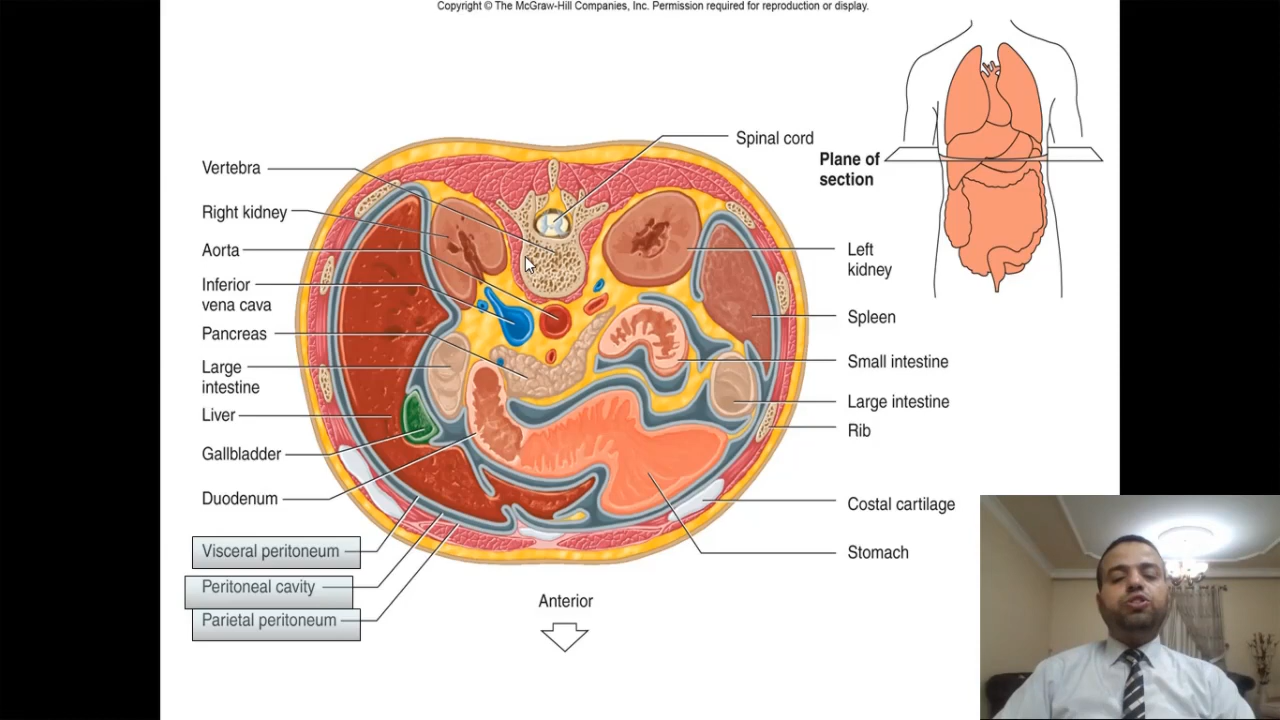 Copyright © The McGraw-Hill Companies, Inc. Permission required for reproduction or display.
Spinal cord
Plane of
section
Vertebra
Right kidney
Aorta
Inferior
vena cava
Pancreas
Large
intestine
Liver
Gallbladder
Duodenum
Visceral peritoneum
Peritoneal cavity
Parietal peritoneum
Left
kidney
Spleen
Small intestine
Large intestine
Rib
Costal cartilage
Stomach
Anterior